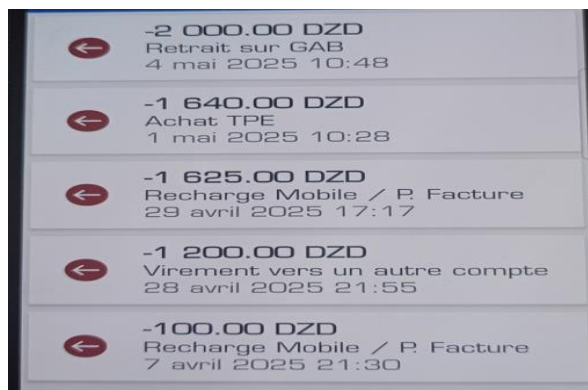 -2 000.00 DZD
Retrait sur GAB
4 mai 2025 10:48
-1 640.00 DZD
Achat TPE
1 mai 2025 10:28
-1 625.00 DZD
Recharge Mobile / P. Facture
29 avril 2025 17:17
-1 200.00 DZD
Virement vers un autre compte
28 avril 2025 21:55
-100.00 DZD
Recharge Mobile / P. Facture
7 avril 2025 21:30